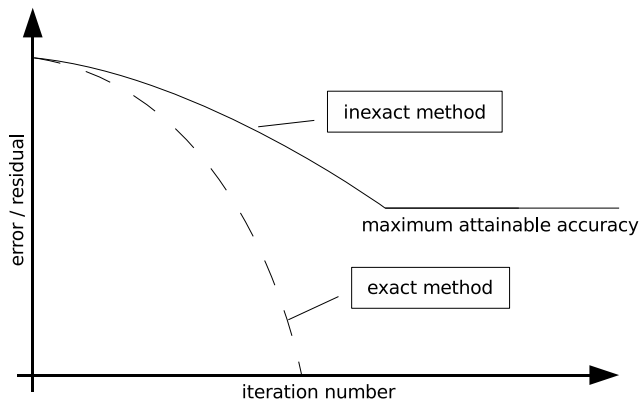 error / residual
inexact method
maximum attainable accuracy
exact method
iteration number